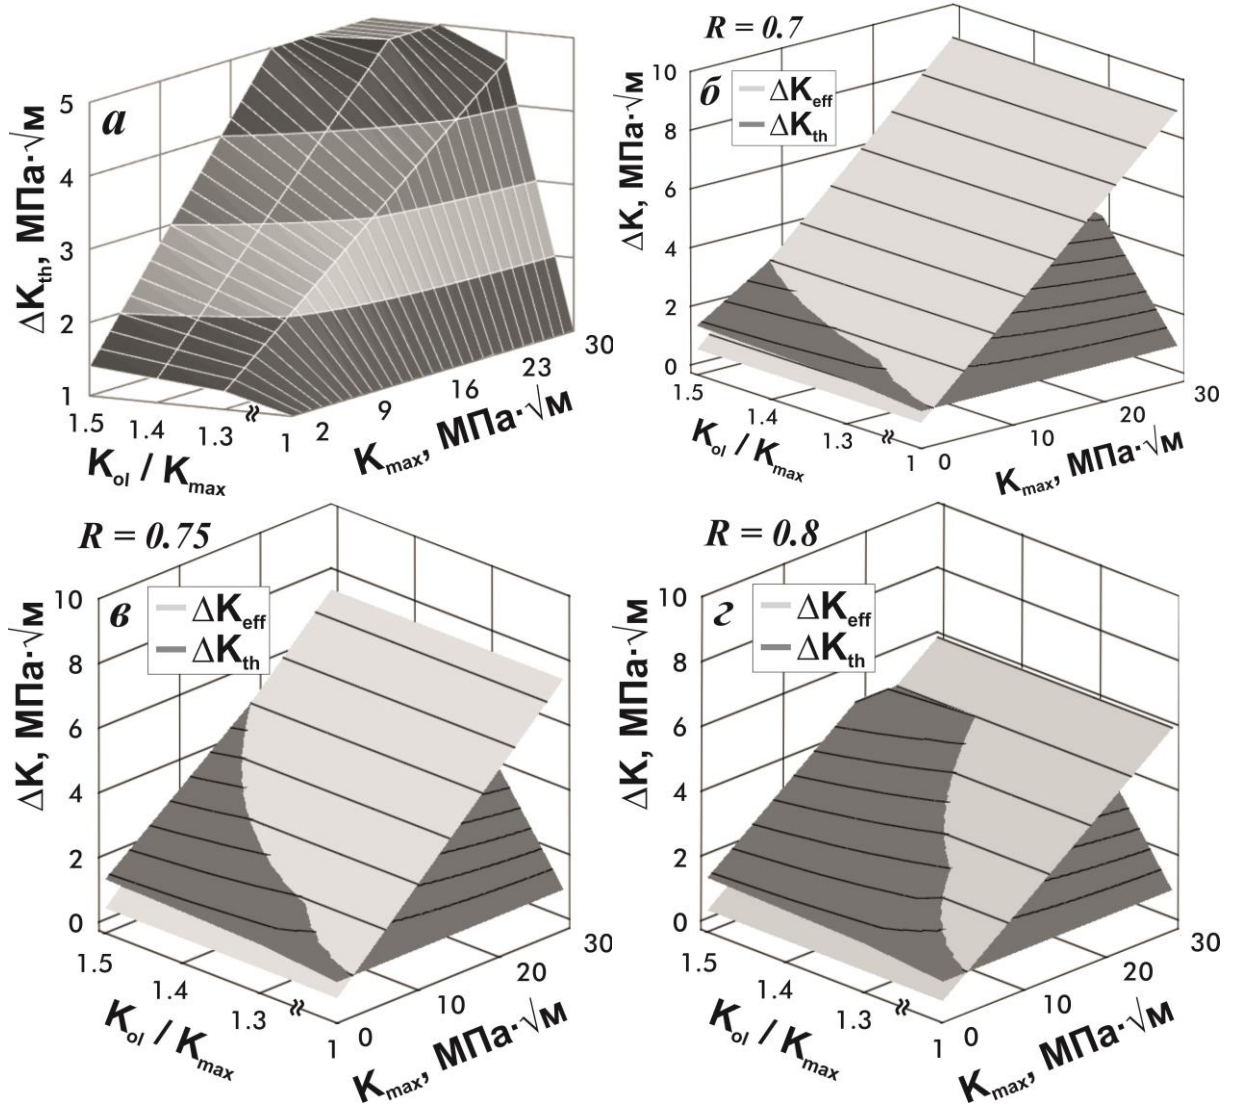 а
5
4
3
2
1
ΔKth, МПа·√м
1.5
1.4
1.3
1
Kol / Kmax
2
9
16
23
30
Kmax, МПа·√м
R = 0.7
б
ΔKeff
ΔKth
10
8
6
4
2
0
ΔK, МПа·√м
1.5
1.4
1.3
1
Kol / Kmax
0
10
20
30
Kmax, МПа·√м
R = 0.75
в
ΔKeff
ΔKth
10
8
6
4
2
0
ΔK, МПа·√м
1.5
1.4
1.3
1
Kol / Kmax
0
10
20
30
Kmax, МПа·√м
R = 0.8
г
ΔKeff
ΔKth
10
8
6
4
2
0
ΔK, МПа·√м
1.5
1.4
1.3
1
Kol / Kmax
0
10
20
30
Kmax, МПа·√м